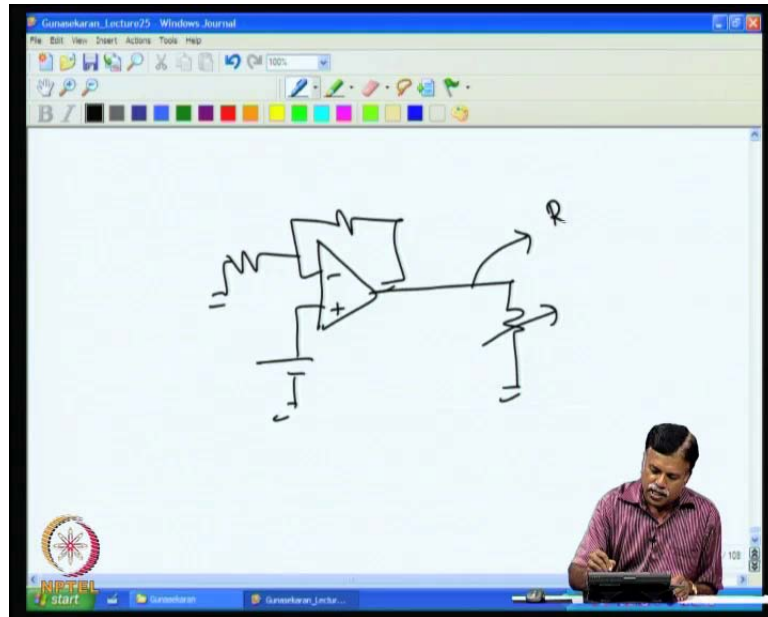 Gunasekaran_Lecture25 - Windows Journal
File Edit View Insert Actions Tools Help
100%
B I
R
-
+
/ 108
NPTEL
start
Gunasekaran
Gunasekaran_Lectur...